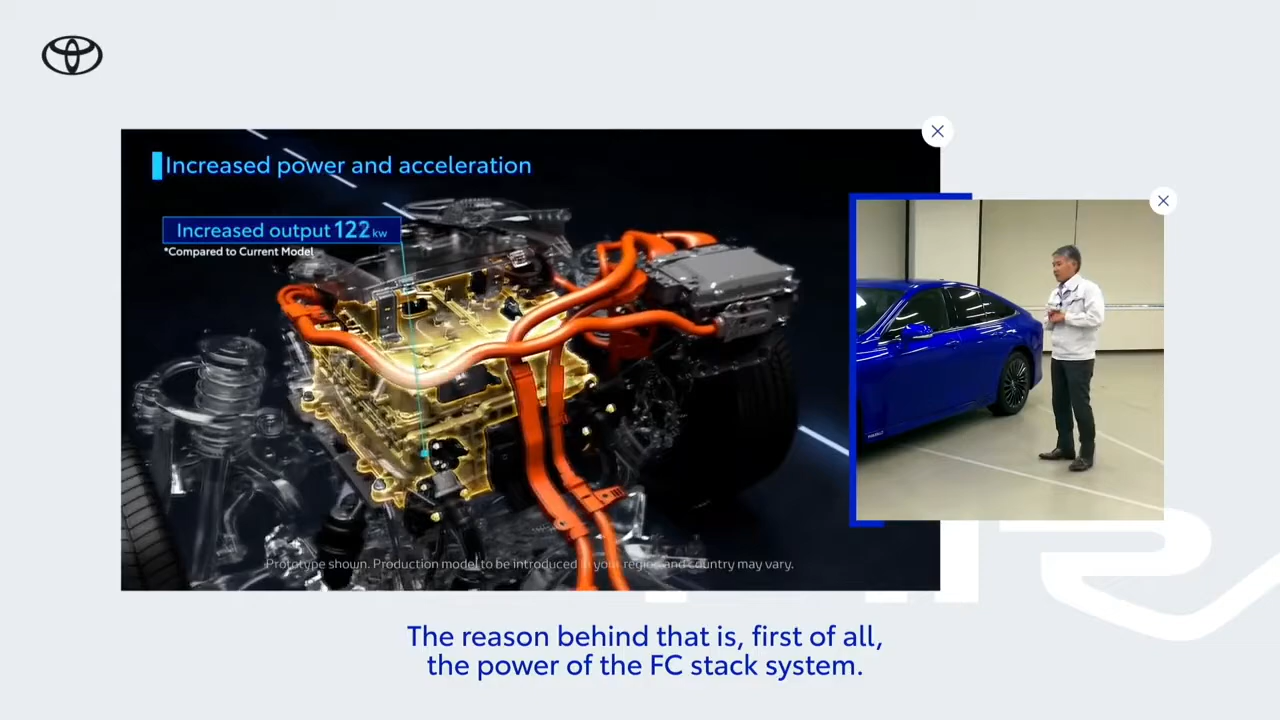 Increased power and acceleration
Increased output 122 kw
*Compared to Current Model
Prototype shown. Production model to be introduced in your region and country may vary.
The reason behind that is, first of all,
the power of the FC stack system.